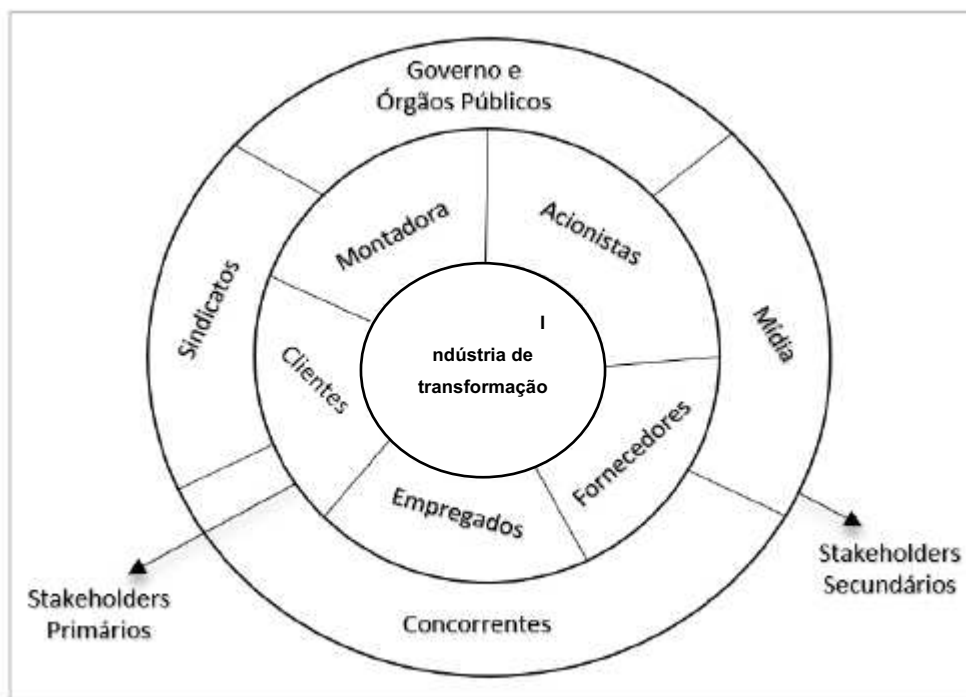 Governo e
Órgãos Públicos
Montadora
Acionistas
Sindicatos
Mídia
I
ndústria de
transformação
Clientes
Fornecedores
Empregados
Stakeholders
Primários
Stakeholders
Secundários
Concorrentes